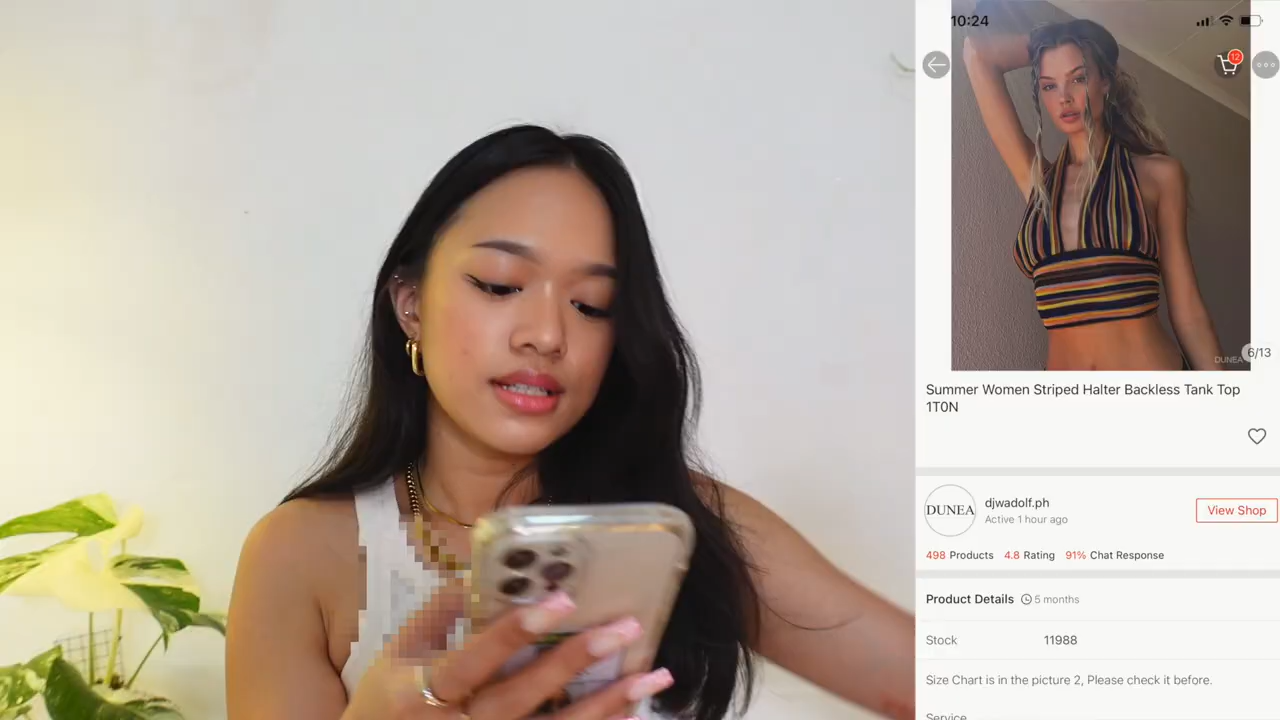 10:24
12
DUNEA
6/13
Summer Women Striped Halter Backless Tank Top
1T0N
DUNEA
djwadolf.ph
Active 1 hour ago
View Shop
498 Products 4.8 Rating 91% Chat Response
Product Details 5 months
Stock 11988
Size Chart is in the picture 2, Please check it before.
Service